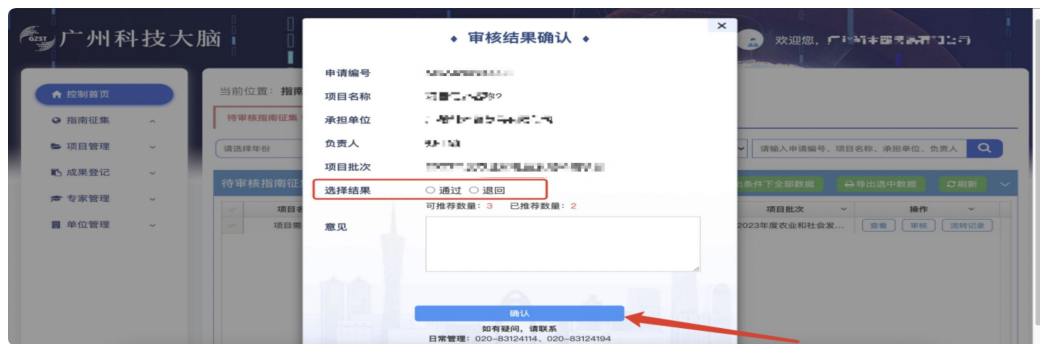 GZST 广州科技大脑
欢迎您，
控制首页
指南征集
项目管理
成果登记
专家管理
单位管理
当前位置：指南
待审核指南征集
请选择年份
请输入申请编号、项目名称、承担单位、负责人
待审核指南征
条件下全部数据
导出选中数据
刷新
项目名
项目批次
操作
项目需
2023年度农业和社会发...
查看
审核
流转记录
审核结果确认
申请编号
项目名称
承担单位
负责人
项目批次
选择结果
通过 退回
可推荐数量：3 已推荐数量：2
意见
确认
如有疑问，请联系
日常管理：020-83124114、020-83124194